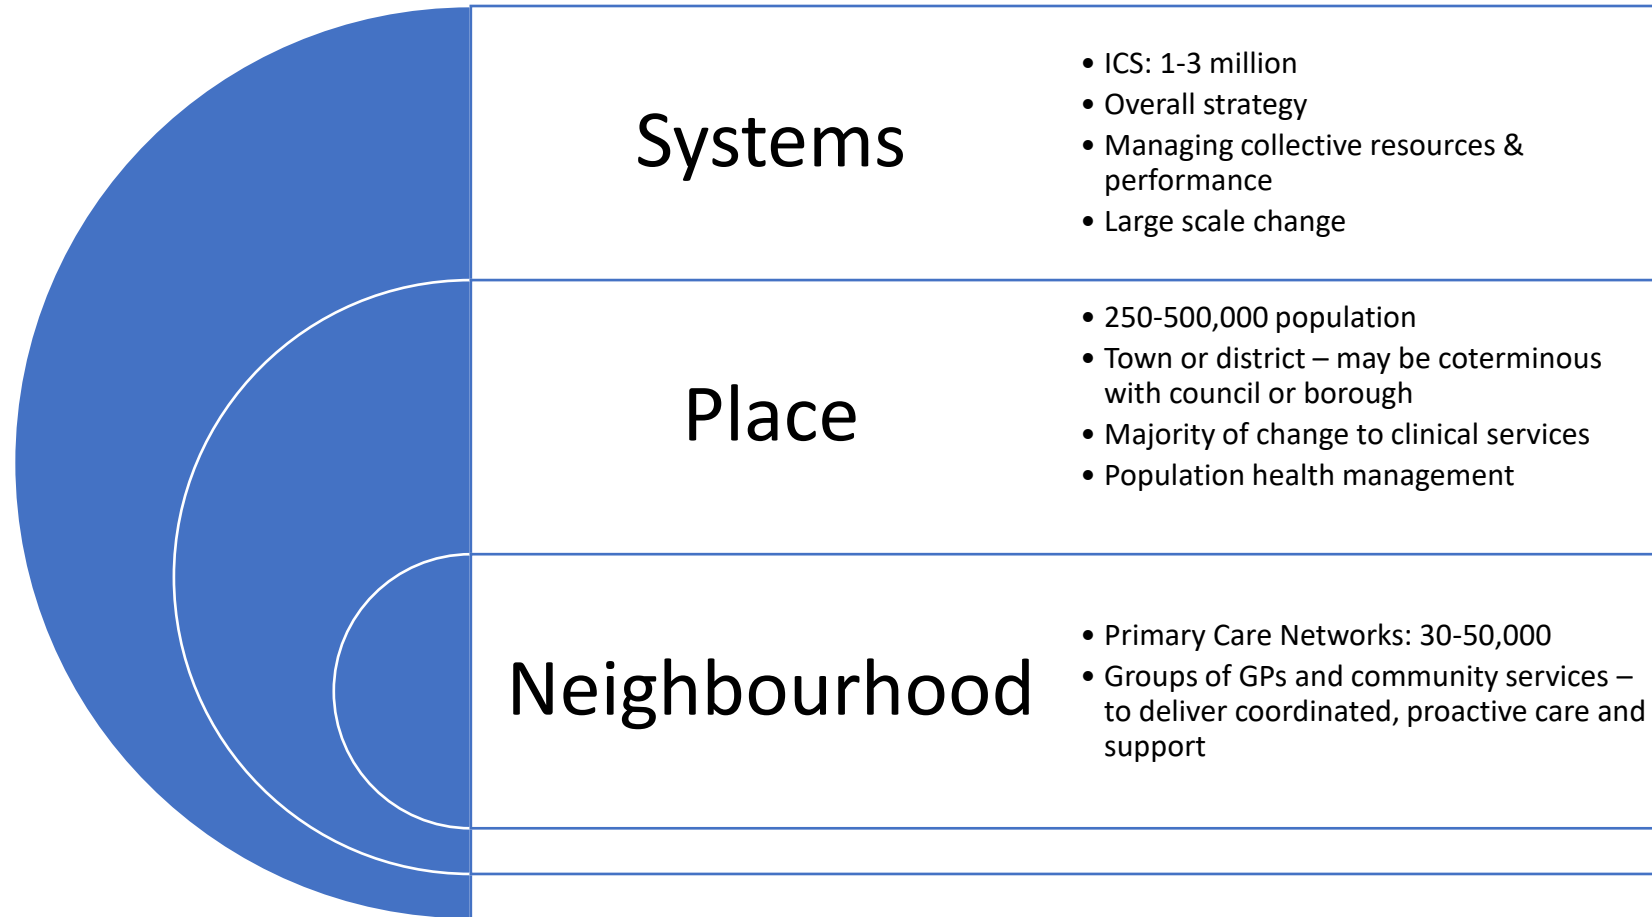 Systems
• ICS: 1-3 million
• Overall strategy
• Managing collective resources &
performance
• Large scale change
Place
• 250-500,000 population
• Town or district – may be coterminous
with council or borough
• Majority of change to clinical services
• Population health management
Neighbourhood
• Primary Care Networks: 30-50,000
• Groups of GPs and community services –
to deliver coordinated, proactive care and
support